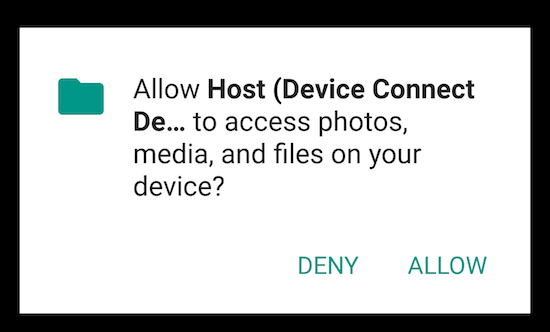 Allow Host (Device Connect
De... to access photos,
media, and files on your
device?
DENY ALLOW